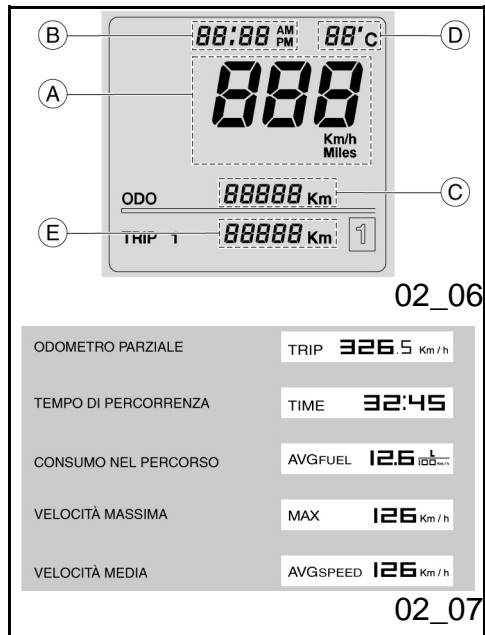 B 88:88 AM PM 88°C D
A 888
Km/h
Miles
ODO 88888 Km C
E TRIP 1 88888 Km 1
02_06
ODOMETRO PARZIALE TRIP 326.5 Km/h
TEMPO DI PERCORRENZA TIME 32:45
CONSUMO NEL PERCORSO AVGFUEL 12.6 L/100Km/h
VELOCITÀ MASSIMA MAX 126 Km/h
VELOCITÀ MEDIA AVGSPEED 126 Km/h
02_07